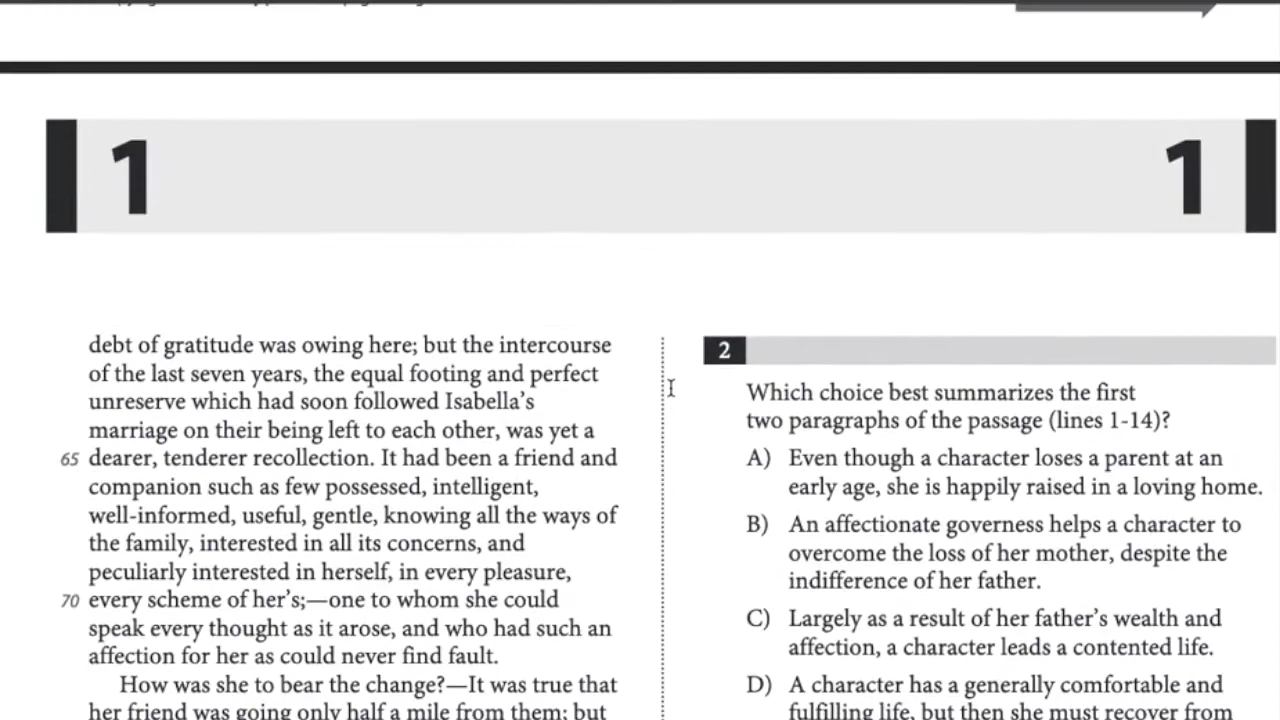 1
1
debt of gratitude was owing here; but the intercourse
of the last seven years, the equal footing and perfect
unreserve which had soon followed Isabella’s
marriage on their being left to each other, was yet a
65 dearer, tenderer recollection. It had been a friend and
companion such as few possessed, intelligent,
well-informed, useful, gentle, knowing all the ways of
the family, interested in all its concerns, and
peculiarly interested in herself, in every pleasure,
70 every scheme of her’s;—one to whom she could
speak every thought as it arose, and who had such an
affection for her as could never find fault.
How was she to bear the change?—It was true that
her friend was going only half a mile from them; but
2
Which choice best summarizes the first
two paragraphs of the passage (lines 1-14)?
A) Even though a character loses a parent at an
early age, she is happily raised in a loving home.
B) An affectionate governess helps a character to
overcome the loss of her mother, despite the
indifference of her father.
C) Largely as a result of her father’s wealth and
affection, a character leads a contented life.
D) A character has a generally comfortable and
fulfilling life, but then she must recover from